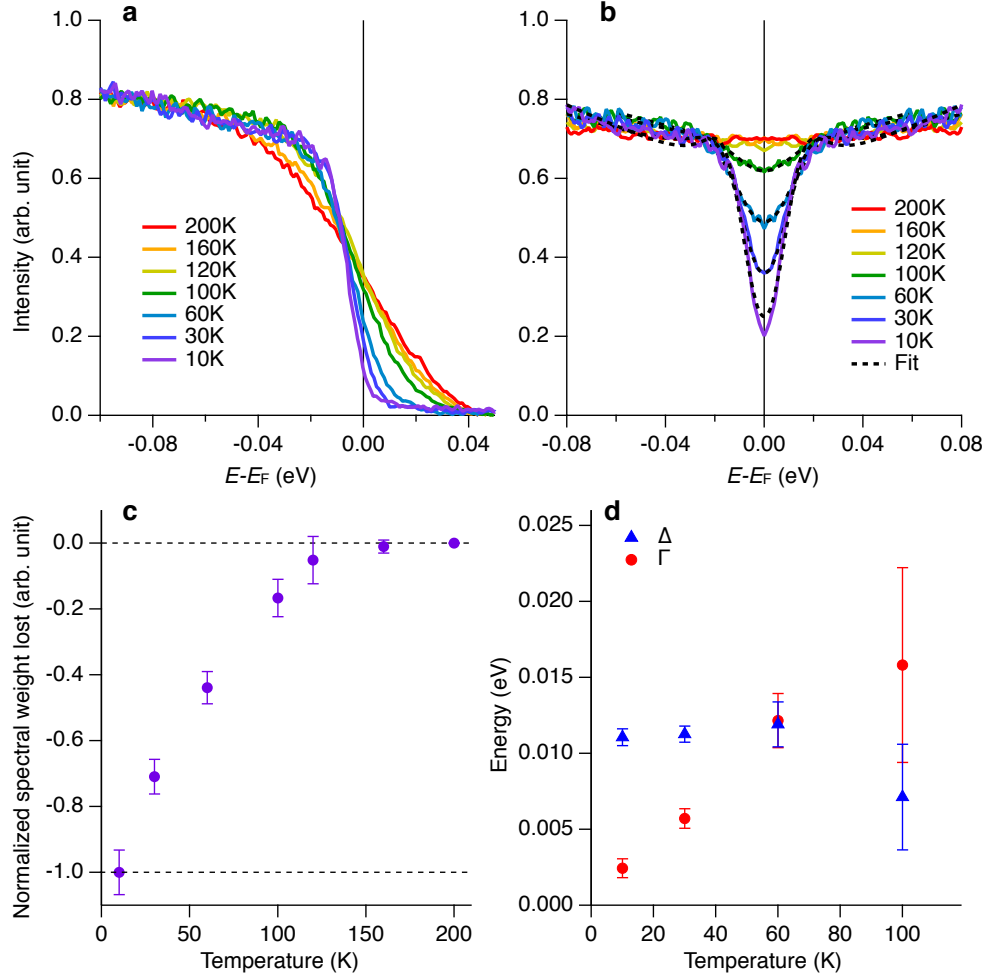 a
1.0
0.8
0.6
0.4
0.2
0.0
Intensity (arb. unit)
200K
160K
120K
100K
60K
30K
10K
-0.08
-0.04
0.00
0.04
E-EF (eV)
b
1.0
0.8
0.6
0.4
0.2
0.0
200K
160K
120K
100K
60K
30K
10K
Fit
-0.08
-0.04
0.00
0.04
0.08
E-EF (eV)
c
0.0
-0.2
-0.4
-0.6
-0.8
-1.0
Normalized spectral weight lost (arb. unit)
0
50
100
150
200
Temperature (K)
d
0.025
0.020
0.015
0.010
0.005
0.000
Energy (eV)
Δ
Γ
0
20
40
60
80
100
Temperature (K)